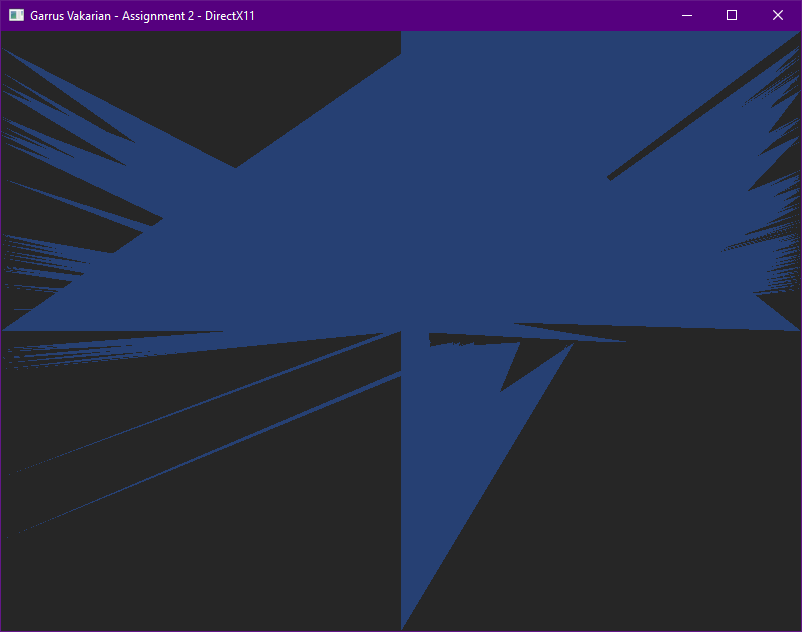 Garrus Vakarian - Assignment 2 - DirectX11